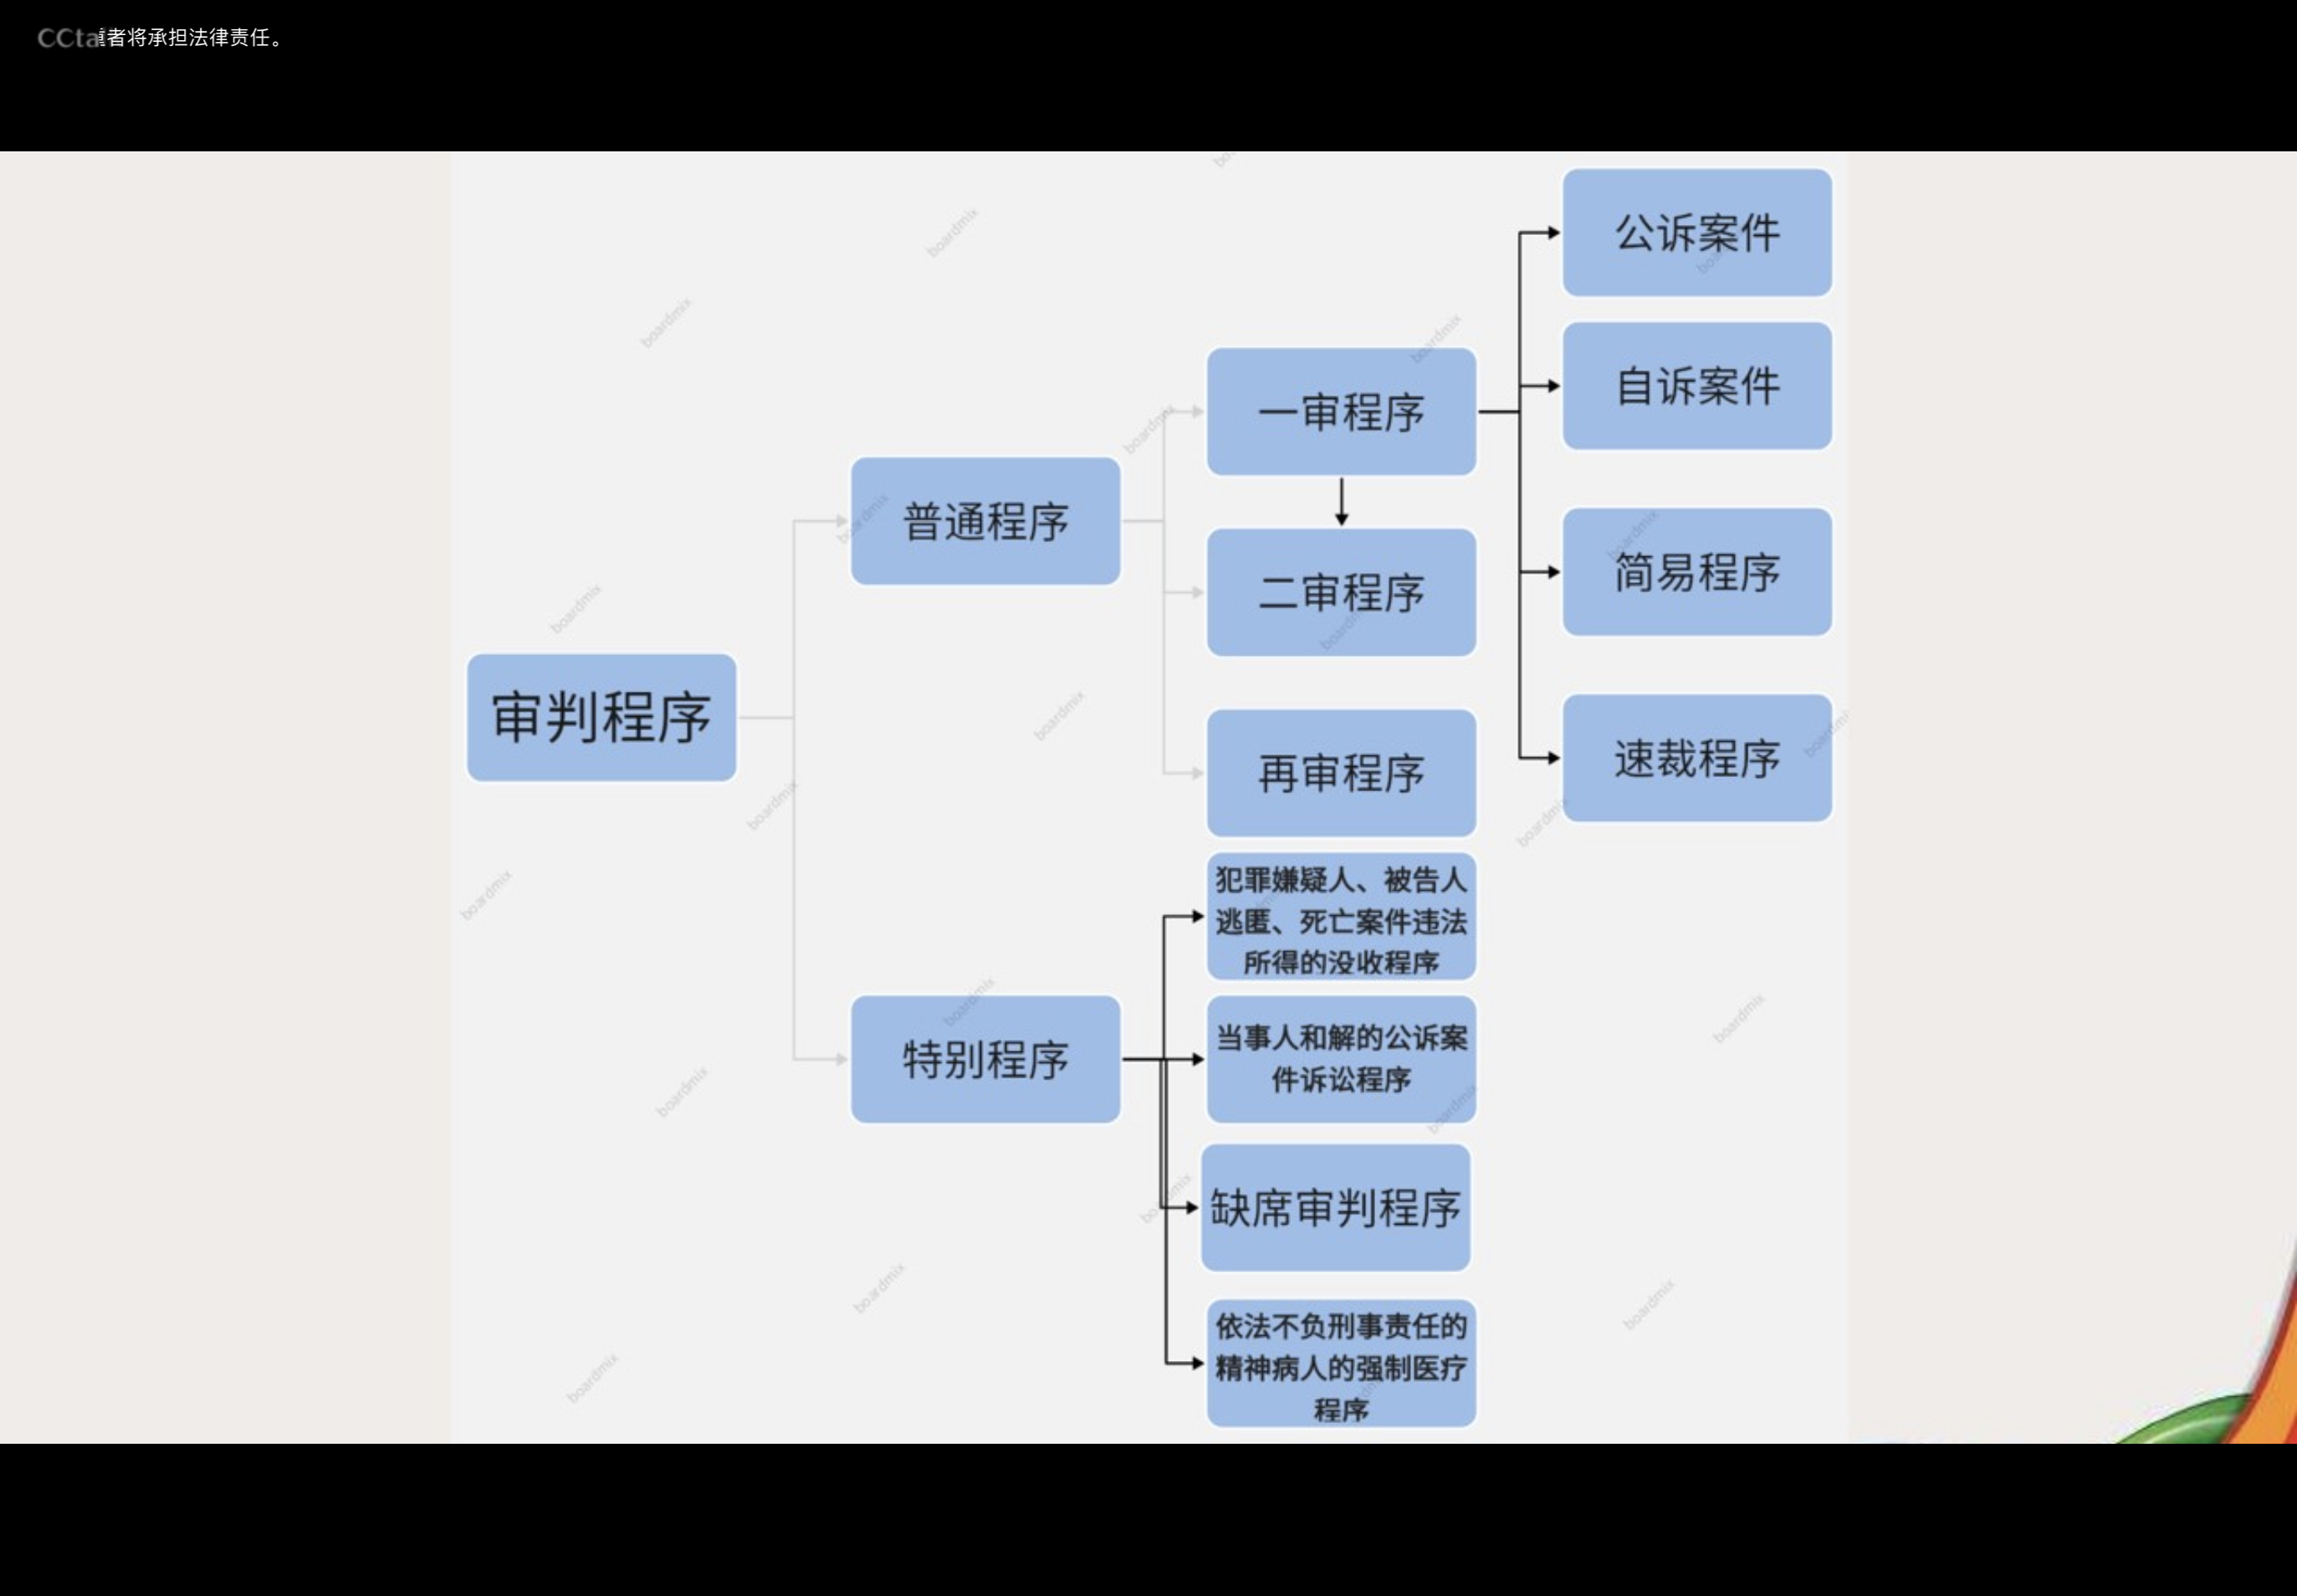 CCta
者将承担法律责任。
公诉案件
自诉案件
一审程序
普通程序
简易程序
二审程序
审判程序
速裁程序
再审程序
犯罪嫌疑人、被告人
逃匿、死亡案件违法
所得的没收程序
特别程序
当事人和解的公诉案
件诉讼程序
缺席审判程序
依法不负刑事责任的
精神病人的强制医疗
程序
boardmix